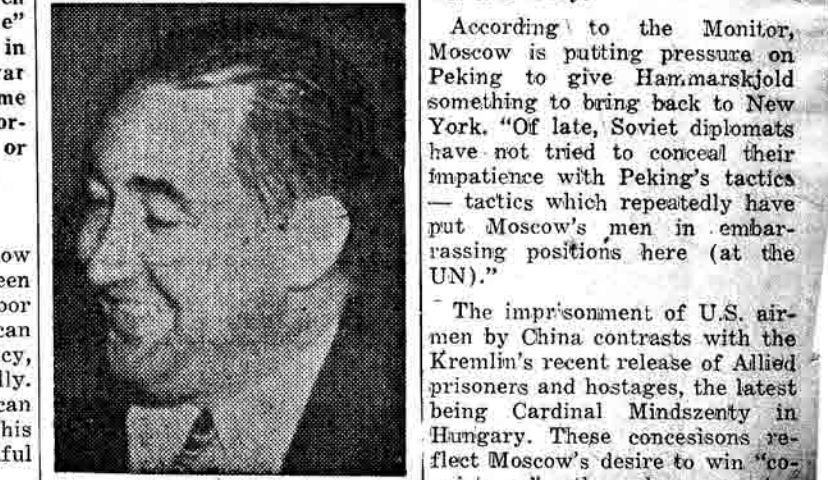 e"
in
var
me
or-
or
ow
een
oor
can
cy,
lly.
can
his
ful
According to the Monitor,
Moscow is putting pressure on
Peking to give Hammarskjold
something to bring back to New
York. "Of late, Soviet diplomats
have not tried to conceal their
impatience with Peking's tactics
— tactics which repeatedly have
put Moscow's men in embar-
rassing positions here (at the
UN)."
The imprisonment of U.S. air-
men by China contrasts with the
Kremlin's recent release of Allied
prisoners and hostages, the latest
being Cardinal Mindszenty in
Hungary. These concesisons re-
flect Moscow's desire to win "co-